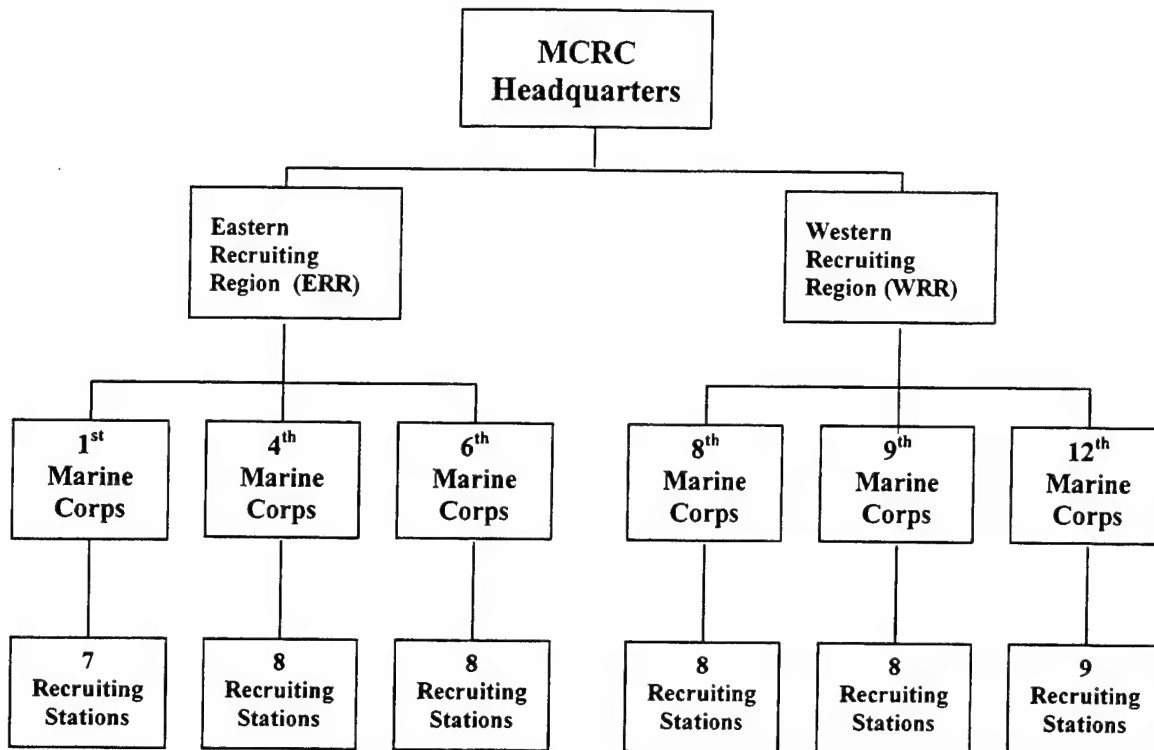 MCRC
Headquarters
Eastern
Recruiting
Region (ERR)
Western
Recruiting
Region (WRR)
1st
Marine
Corps
4th
Marine
Corps
6th
Marine
Corps
8th
Marine
Corps
9th
Marine
Corps
12th
Marine
Corps
7
Recruiting
Stations
8
Recruiting
Stations
8
Recruiting
Stations
8
Recruiting
Stations
8
Recruiting
Stations
9
Recruiting
Stations